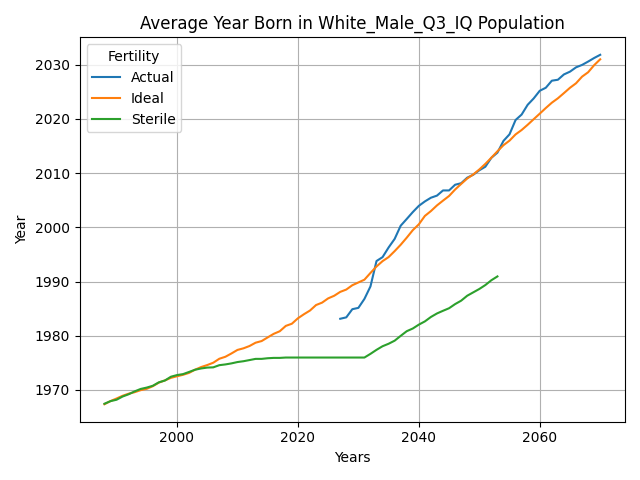 Average Year Born in White_Male_Q3_IQ Population
Fertility
Actual
Ideal
Sterile
2030
2020
2010
2000
1990
1980
1970
Year
2000
2020
2040
2060
Years